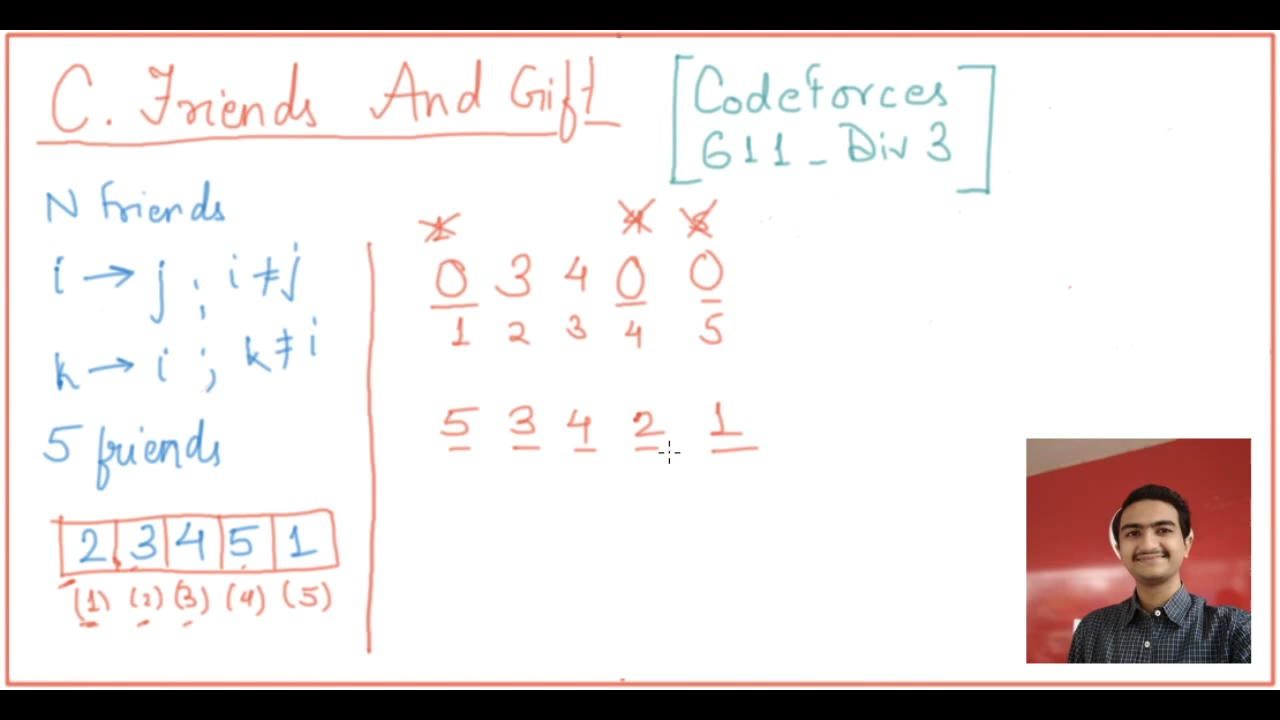 C. Friends And Gift
[Codeforces
611 - Div 3]
N friends
i → j ; i ≠ j
k → i ; k ≠ i
5 friends
2 3 4 5 1
(1) (2) (3) (4) (5)
0 3 4 0 0
1 2 3 4 5
5 3 4 2 1